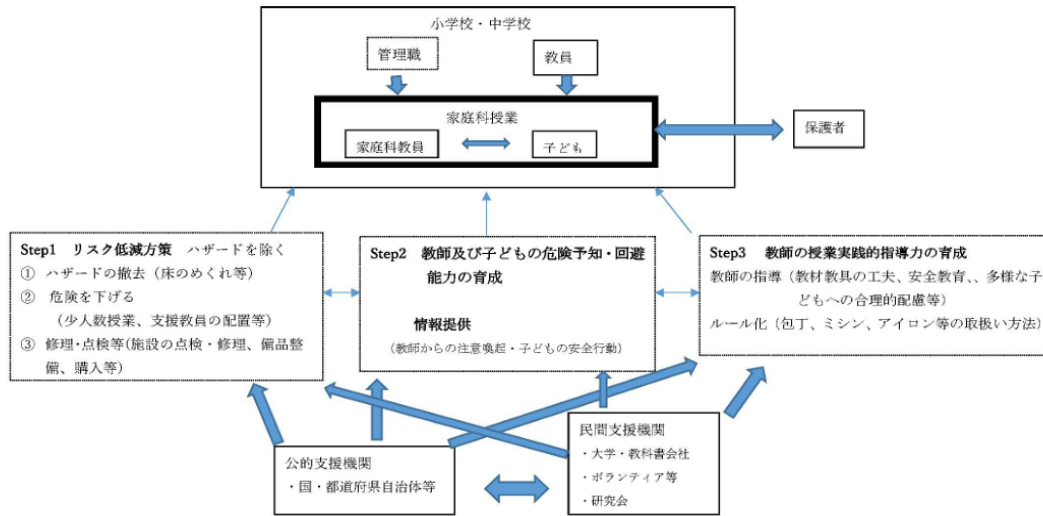 小学校・中学校
管理職
教員
家庭科授業
家庭科教員
子ども
保護者
Step1 リスク低減方策 ハザードを除く
① ハザードの撤去（床のめくれ等）
② 危険を下げる
（少人数授業、支援教員の配置等）
③ 修理・点検等(施設の点検・修理、備品整
備、購入等)
Step2 教師及び子どもの危険予知・回避
能力の育成
情報提供
（教師からの注意喚起・子どもの安全行動）
Step3 教師の授業実践的指導力の育成
教師の指導（教材教具の工夫、安全教育、、多様な子
どもへの合理的配慮等）
ルール化（包丁、ミシン、アイロン等の取扱い方法）
公的支援機関
・国・都道府県自治体等
民間支援機関
・大学・教科書会社
・ボランティア等
・研究会